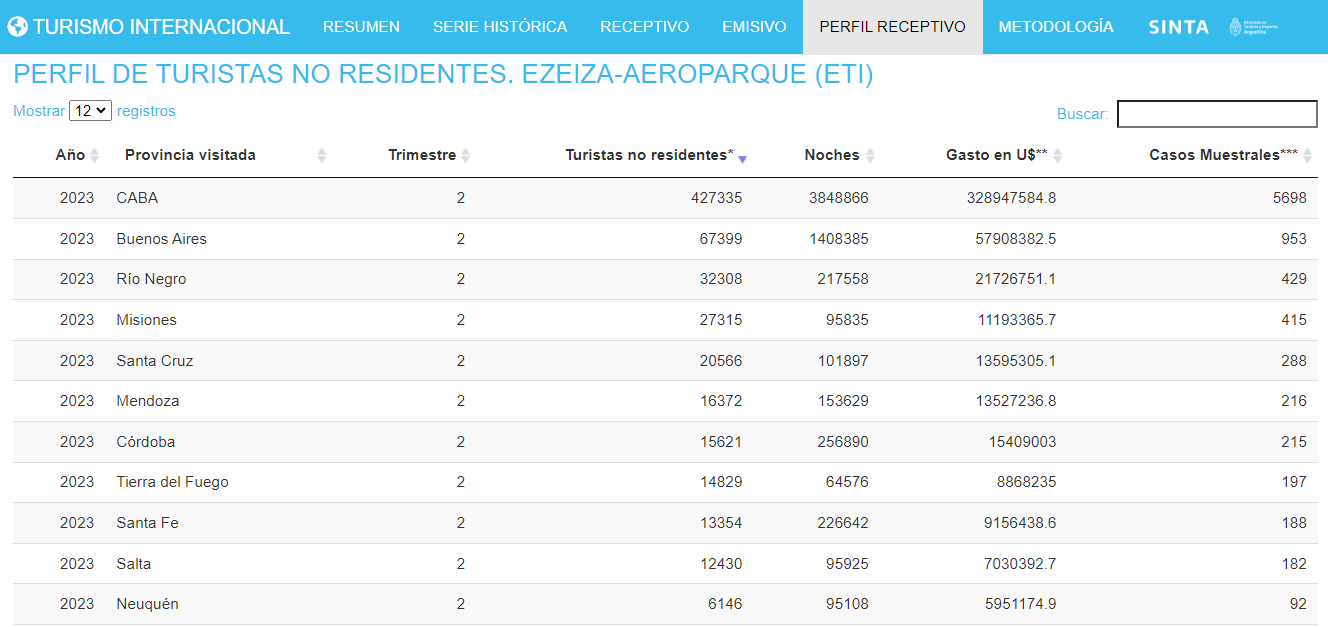 TURISMO INTERNACIONAL RESUMEN SERIE HISTÓRICA RECEPTIVO EMISIVO PERFIL RECEPTIVO METODOLOGÍA SINTA
PERFIL DE TURISTAS NO RESIDENTES. EZEIZA-AEROPARQUE (ETI)
Mostrar 12 registros Buscar:
Año Provincia visitada Trimestre Turistas no residentes* Noches Gasto en U$** Casos Muestrales***
2023 CABA 2 427335 3848866 328947584.8 5698
2023 Buenos Aires 2 67399 1408385 57908382.5 953
2023 Río Negro 2 32308 217558 21726751.1 429
2023 Misiones 2 27315 95835 11193365.7 415
2023 Santa Cruz 2 20566 101897 13595305.1 288
2023 Mendoza 2 16372 153629 13527236.8 216
2023 Córdoba 2 15621 256890 15409003 215
2023 Tierra del Fuego 2 14829 64576 8868235 197
2023 Santa Fe 2 13354 226642 9156438.6 188
2023 Salta 2 12430 95925 7030392.7 182
2023 Neuquén 2 6146 95108 5951174.9 92